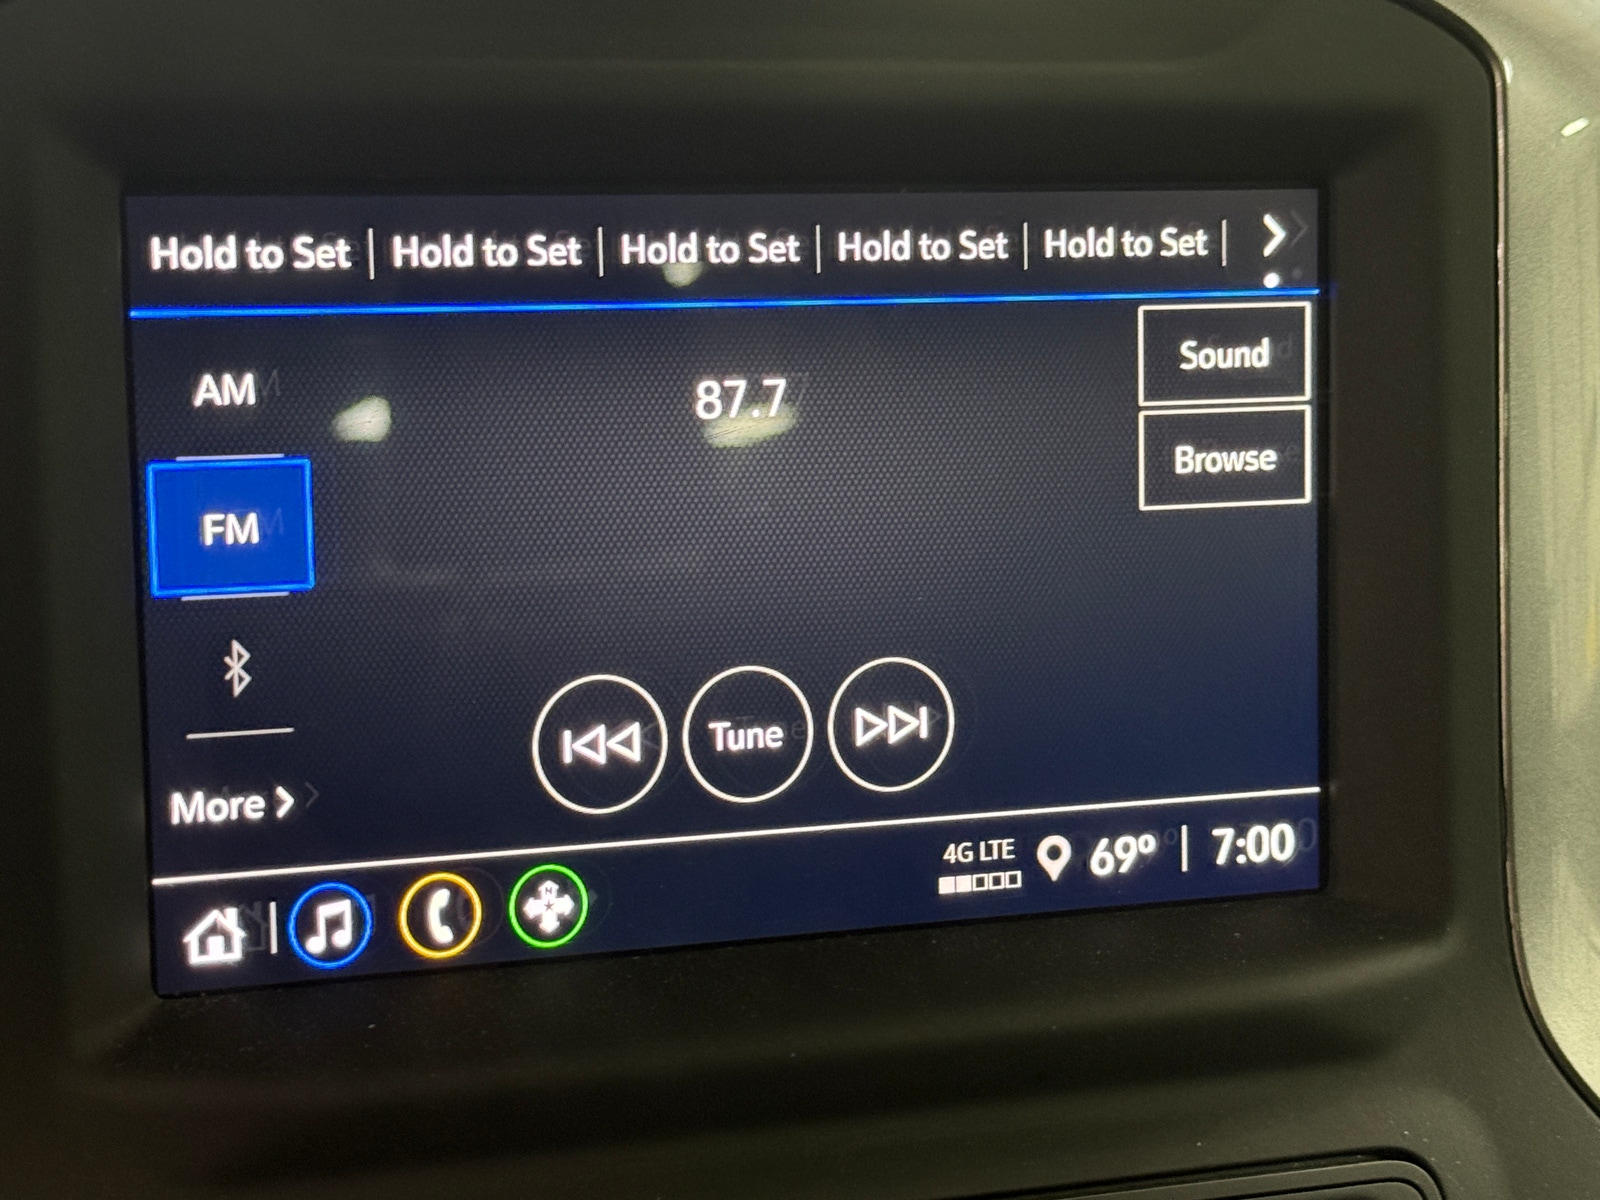 Hold to Set | Hold to Set | Hold to Set | Hold to Set | Hold to Set |
AM
87.7
Sound
Browse
FM
Tune
More
4G LTE
69° | 7:00
N